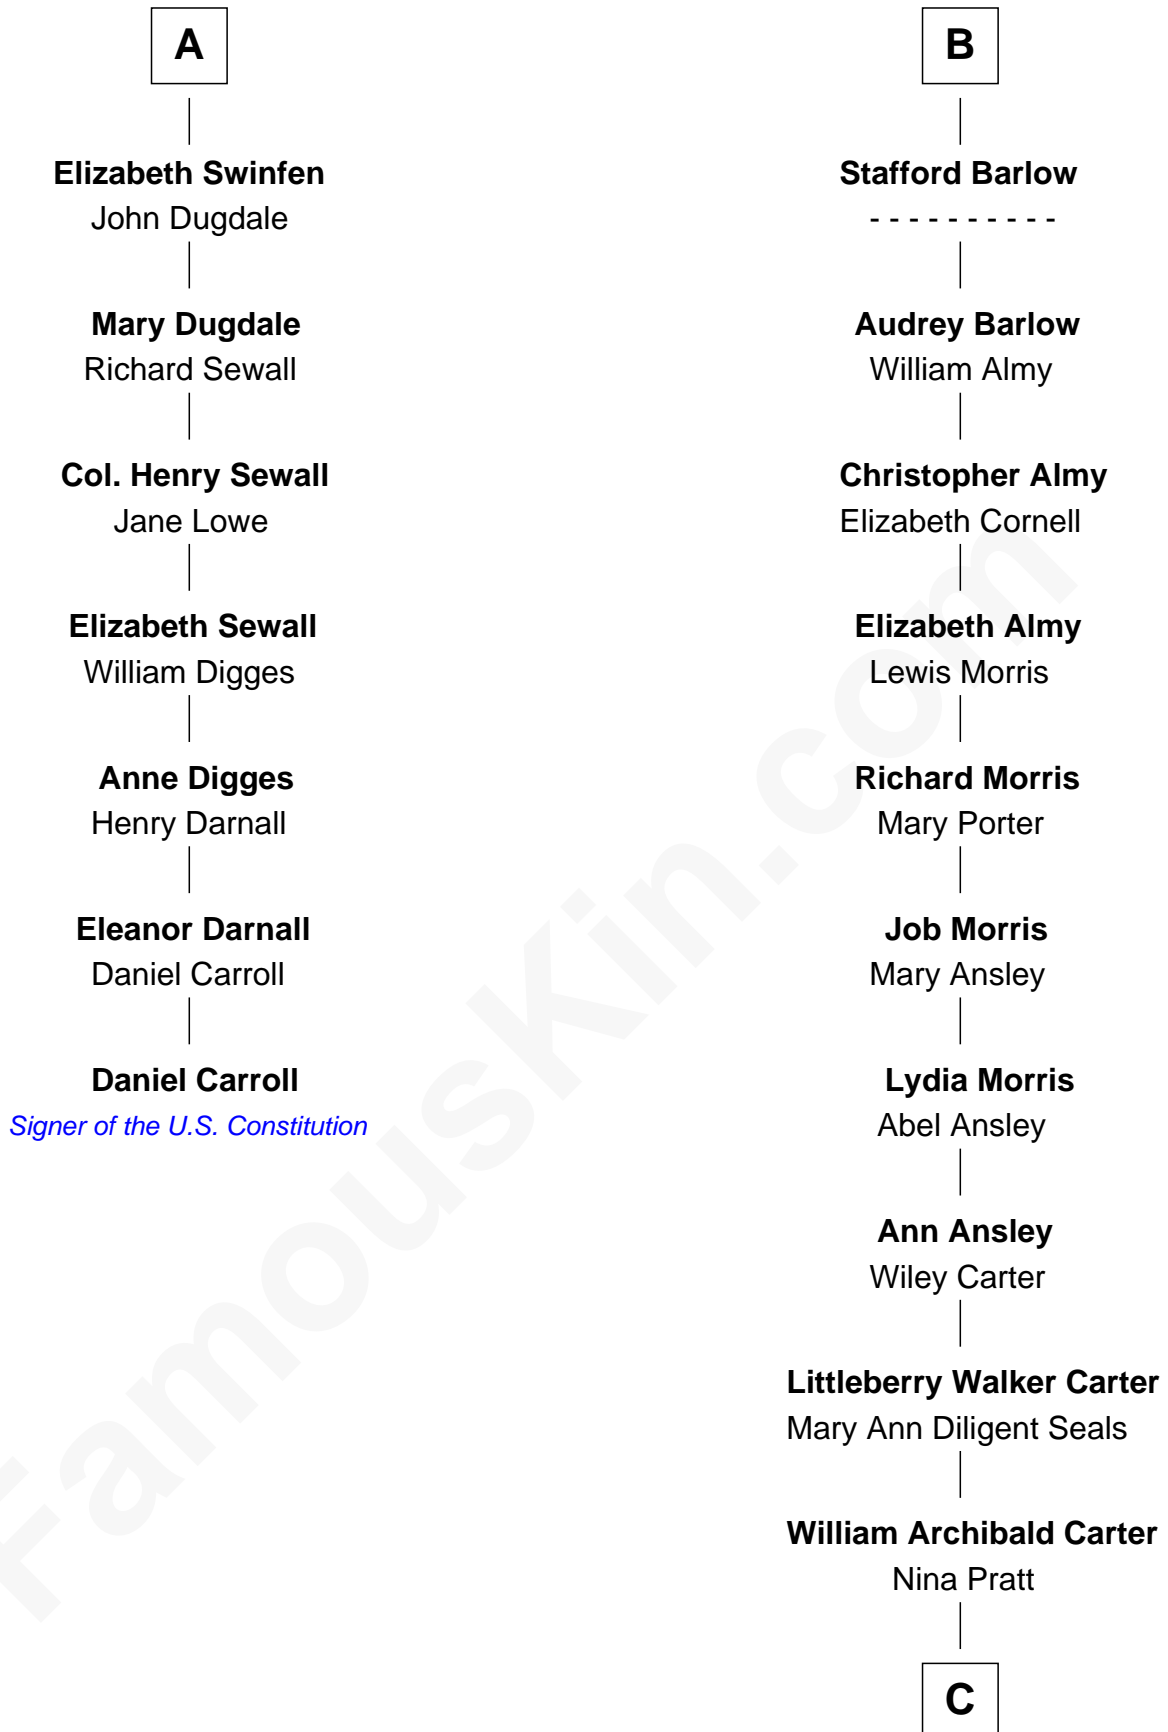 A
Elizabeth Swinfen
John Dugdale
Mary Dugdale
Richard Sewall
Col. Henry Sewall
Jane Lowe
Elizabeth Sewall
William Digges
Anne Digges
Henry Darnall
Eleanor Darnall
Daniel Carroll
Daniel Carroll
Signer of the U.S. Constitution
B
Stafford Barlow
- - - - - - - - - -
Audrey Barlow
William Almy
Christopher Almy
Elizabeth Cornell
Elizabeth Almy
Lewis Morris
Richard Morris
Mary Porter
Job Morris
Mary Ansley
Lydia Morris
Abel Ansley
Ann Ansley
Wiley Carter
Littleberry Walker Carter
Mary Ann Diligent Seals
William Archibald Carter
Nina Pratt
C
FamousKin.com